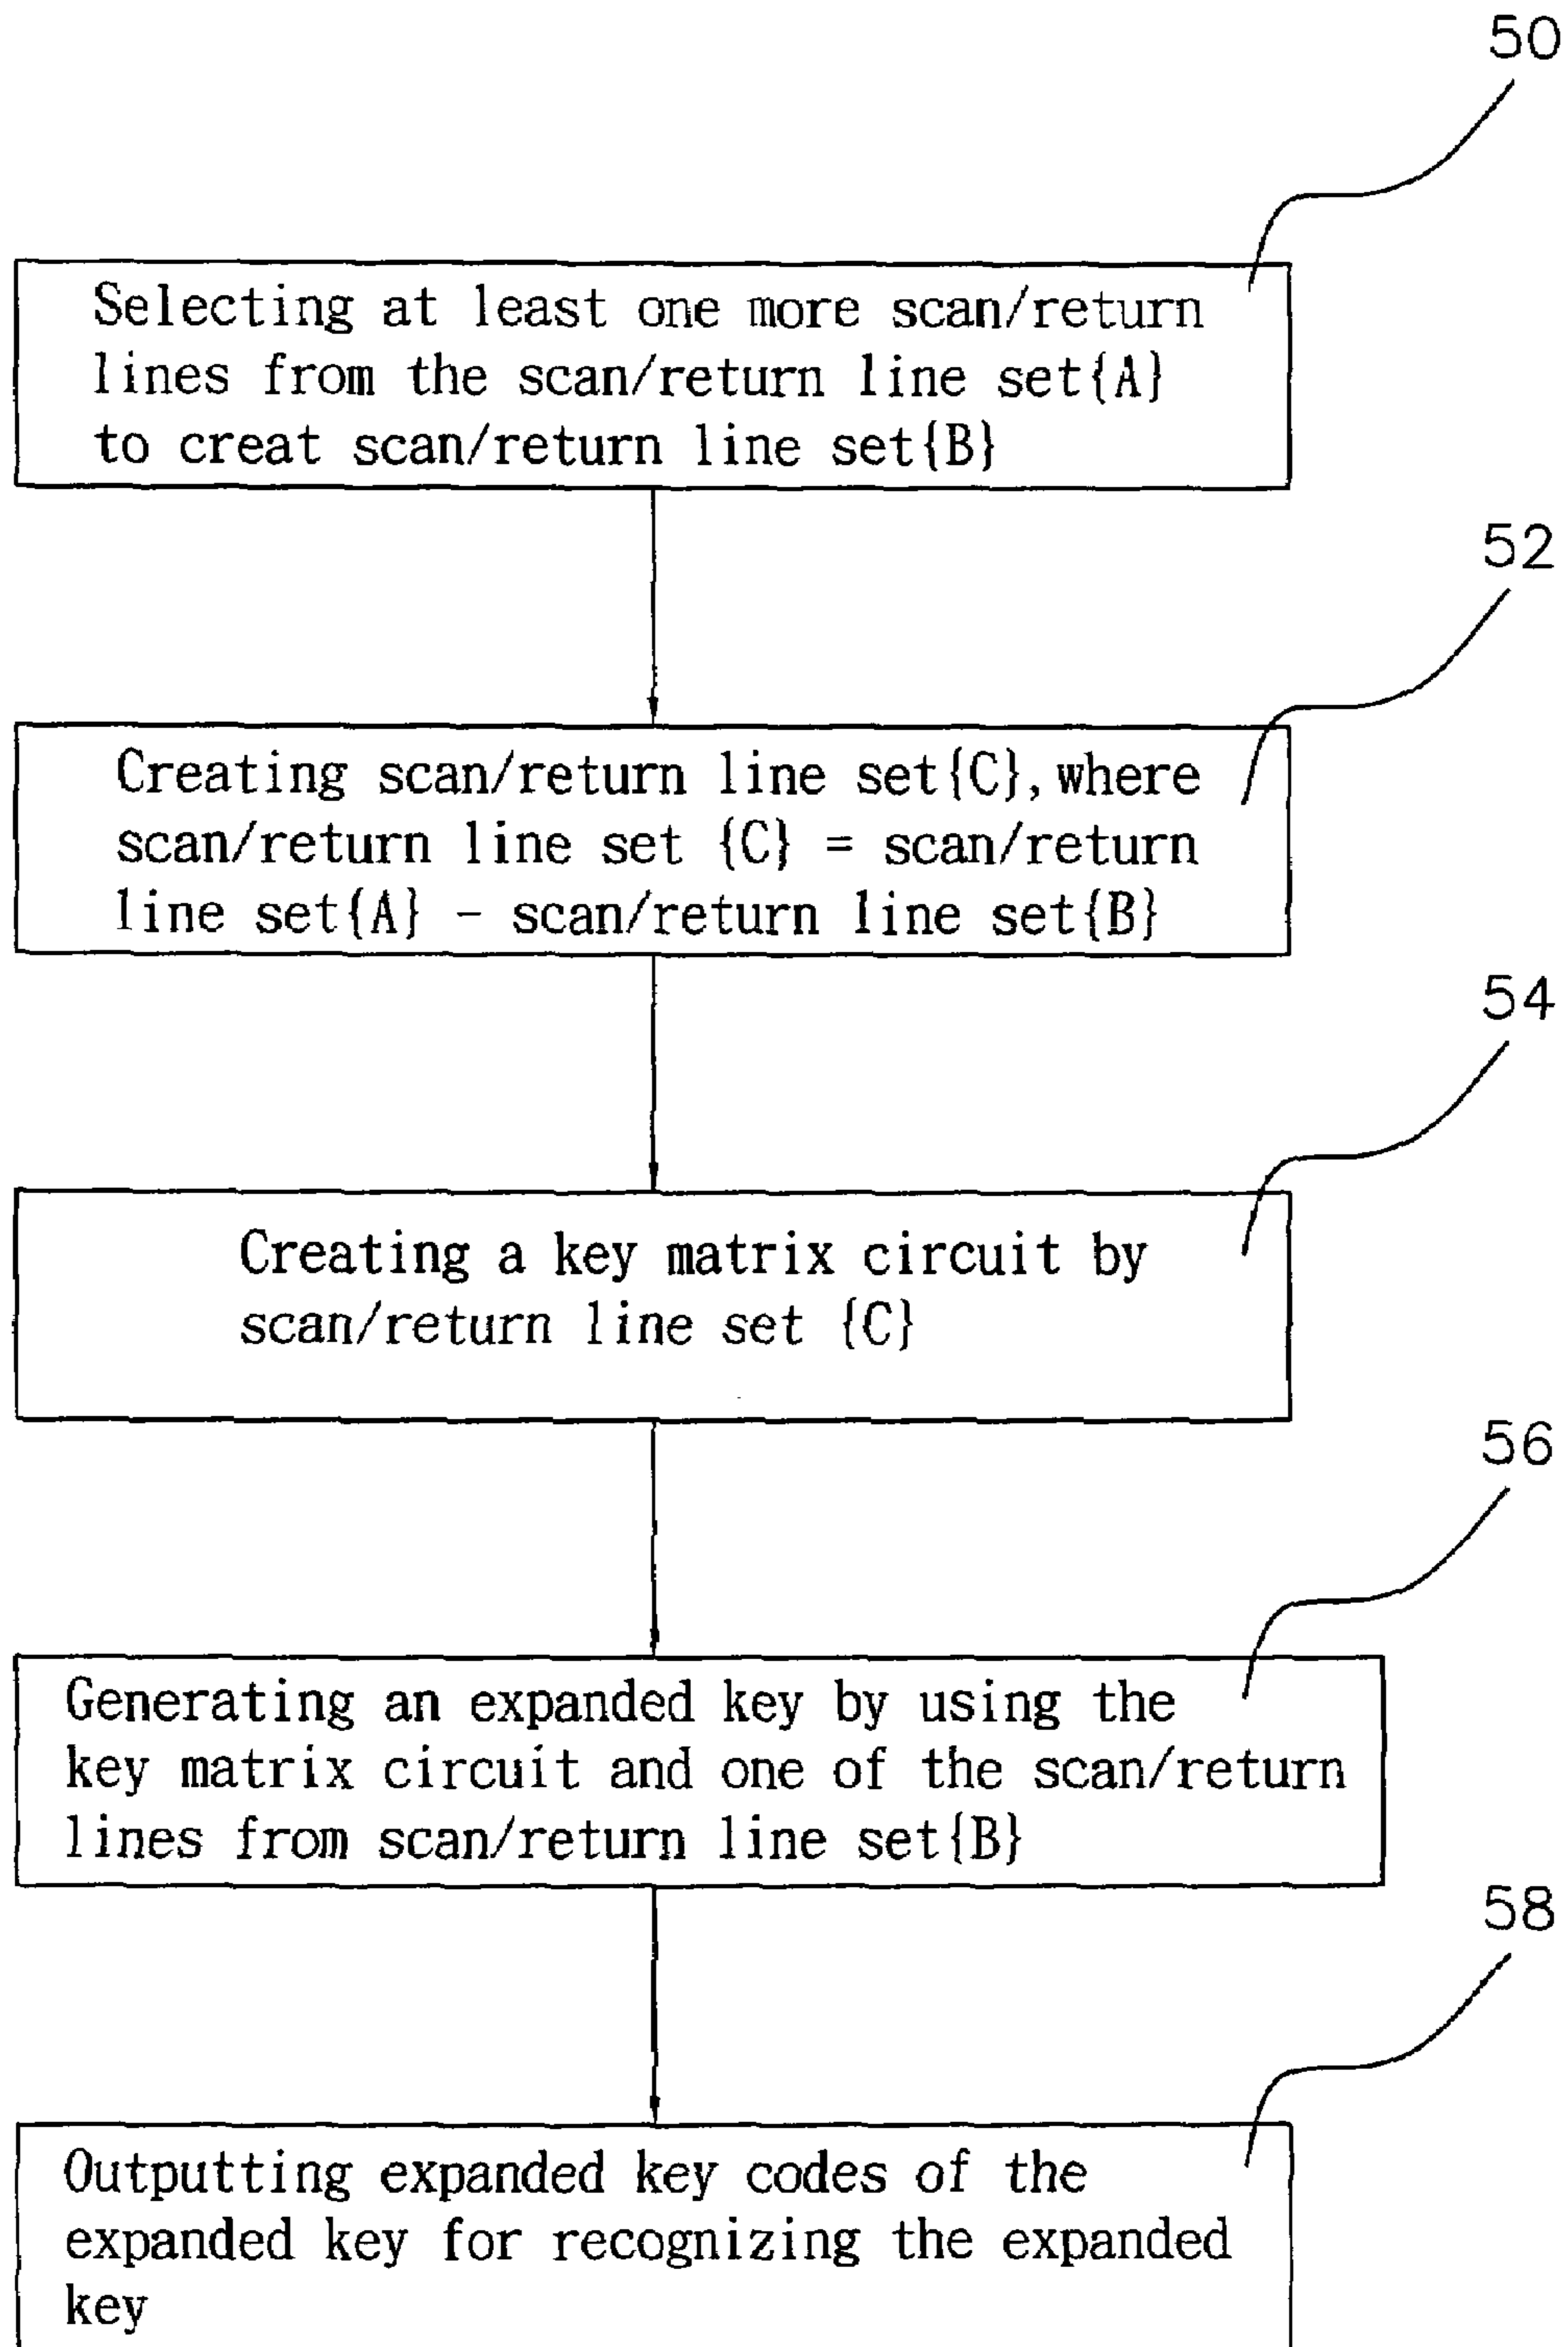 50
Selecting at least one more scan/return
lines from the scan/return line set{A}
to creat scan/return line set{B}
52
Creating scan/return line set{C}, where
scan/return line set {C} = scan/return
line set{A} - scan/return line set{B}
54
Creating a key matrix circuit by
scan/return line set {C}
56
Generating an expanded key by using the
key matrix circuit and one of the scan/return
lines from scan/return line set{B}
58
Outputting expanded key codes of the
expanded key for recognizing the expanded
key